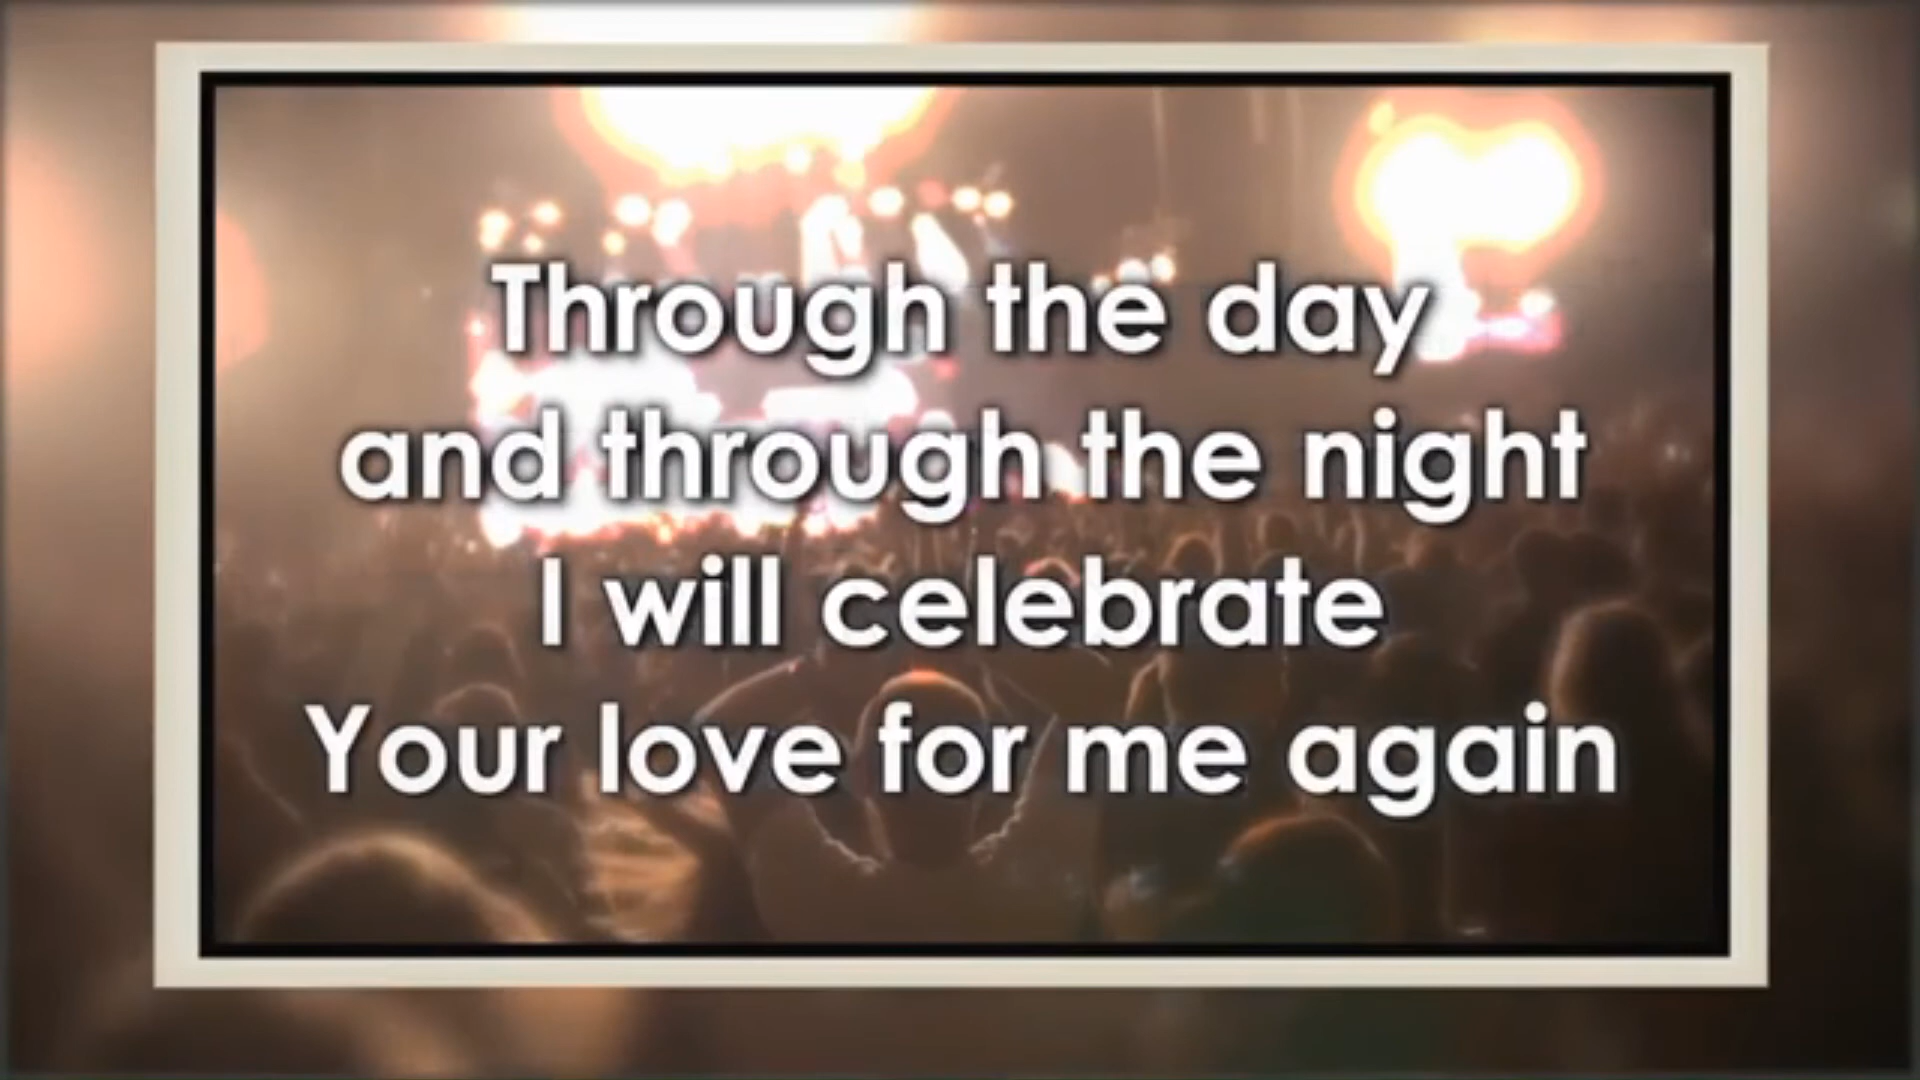 Through the day
and through the night
I will celebrate
Your love for me again